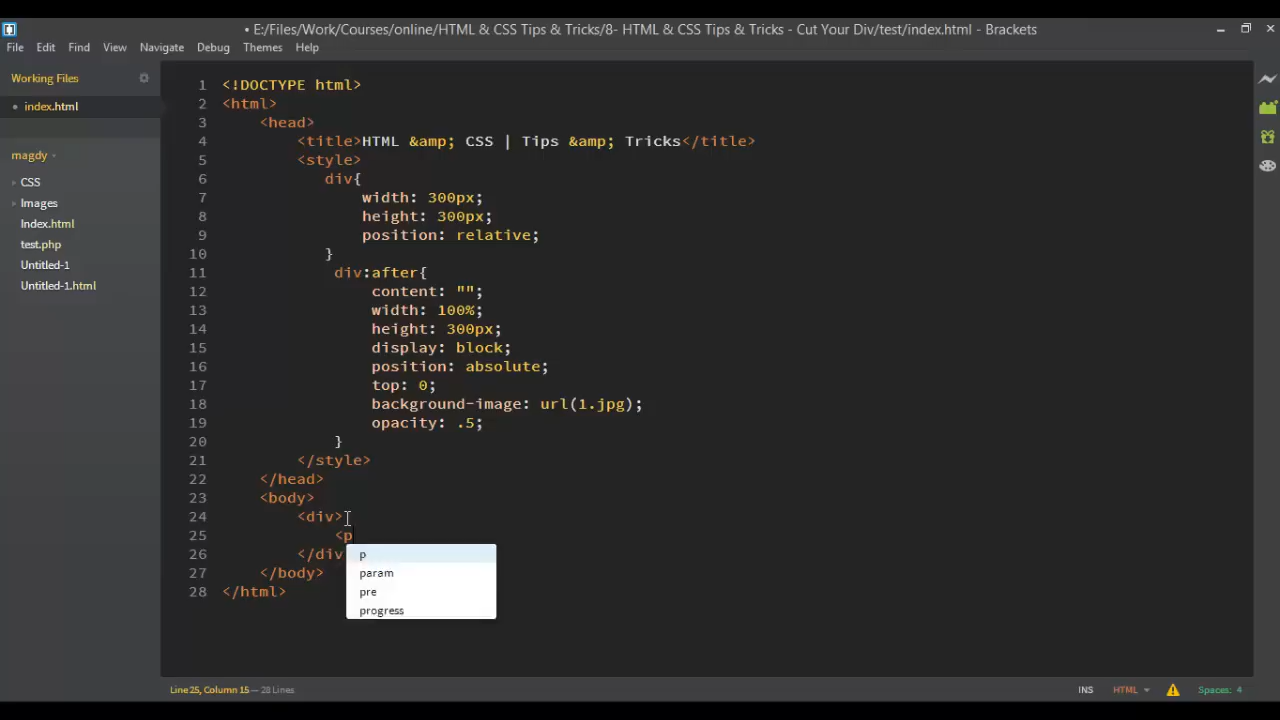 • E:/Files/Work/Courses/online/HTML & CSS Tips & Tricks/8- HTML & CSS Tips & Tricks - Cut Your Div/test/index.html - Brackets
File Edit Find View Navigate Debug Themes Help
Working Files
• index.html
magdy
CSS
Images
Index.html
test.php
Untitled-1
Untitled-1.html
1 <!DOCTYPE html>
2 <html>
3 <head>
4 <title>HTML &amp; CSS | Tips &amp; Tricks</title>
5 <style>
6 div{
7 width: 300px;
8 height: 300px;
9 position: relative;
10 }
11 div:after{
12 content: "";
13 width: 100%;
14 height: 300px;
15 display: block;
16 position: absolute;
17 top: 0;
18 background-image: url(1.jpg);
19 opacity: .5;
20 }
21 </style>
22 </head>
23 <body>
24 <div>
25 <p
26 </div
27 </body>
28 </html>
p
param
pre
progress
Line 25, Column 15 — 28 Lines
INS HTML Spaces: 4